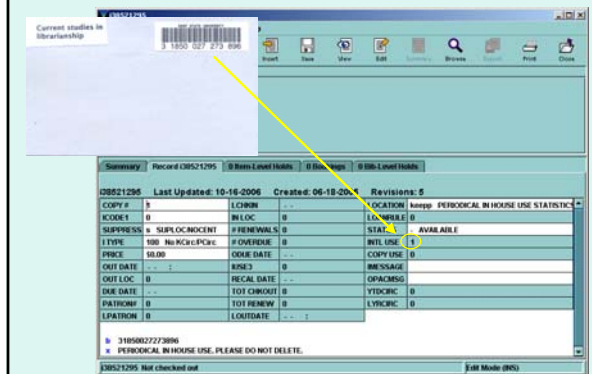 i38521295
Current studies in
librarianship
KENT STATE UNIVERSITY
3 1850 027 273 896
Insert Save View Edit Summary Browse Export Print Close
Summary Record i38521295 0 Item-Level Holds 0 Bookings 0 Bib-Level Holds
i38521295 Last Updated: 10-16-2006 Created: 06-18-2005 Revisions: 5
COPY # 1 LCHKIN - - LOCATION keepp PERIODICAL IN HOUSE USE STATISTICS
ICODE1 0 IN LOC 0 LOANRULE 0
SUPPRESS s SUPLOC/NOCENT # RENEWALS 0 STATUS - AVAILABLE
I TYPE 100 No KCirc/PCirc # OVERDUE 0 INTL USE 1
PRICE $0.00 ODUE DATE - - COPY USE 0
OUT DATE - - : IUSE3 0 IMESSAGE
OUT LOC 0 RECAL DATE - - OPACMSG
DUE DATE - - TOT CHKOUT 0 YTDCIRC 0
PATRON# 0 TOT RENEW 0 LYRCIRC 0
LPATRON 0 LOUTDATE - - :
b 31850027273896
x PERIODICAL IN HOUSE USE. PLEASE DO NOT DELETE.
i38521295 Not checked out Edit Mode (INS)